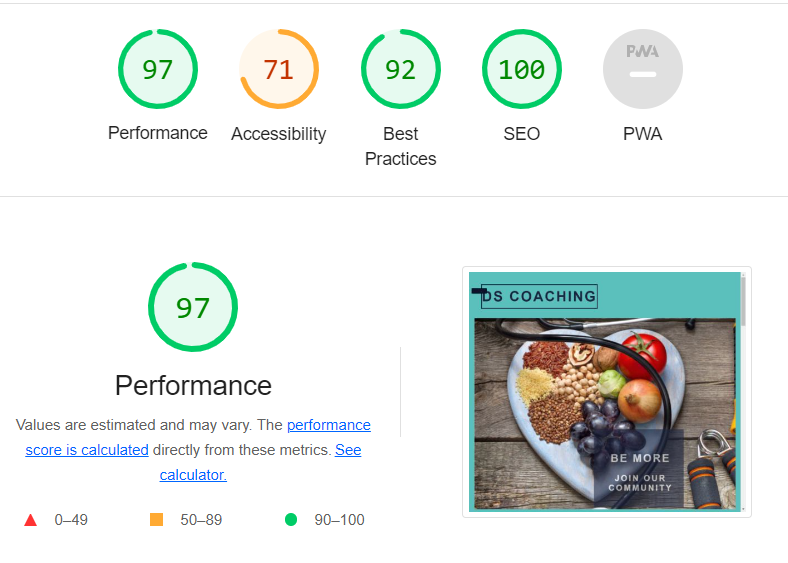 97
71
92
100
PWA
Performance
Accessibility
Best
Practices
SEO
PWA
97
Performance
Values are estimated and may vary. The performance
score is calculated directly from these metrics. See
calculator.
0–49
50–89
90–100
DS COACHING
BE MORE
JOIN OUR
COMMUNITY